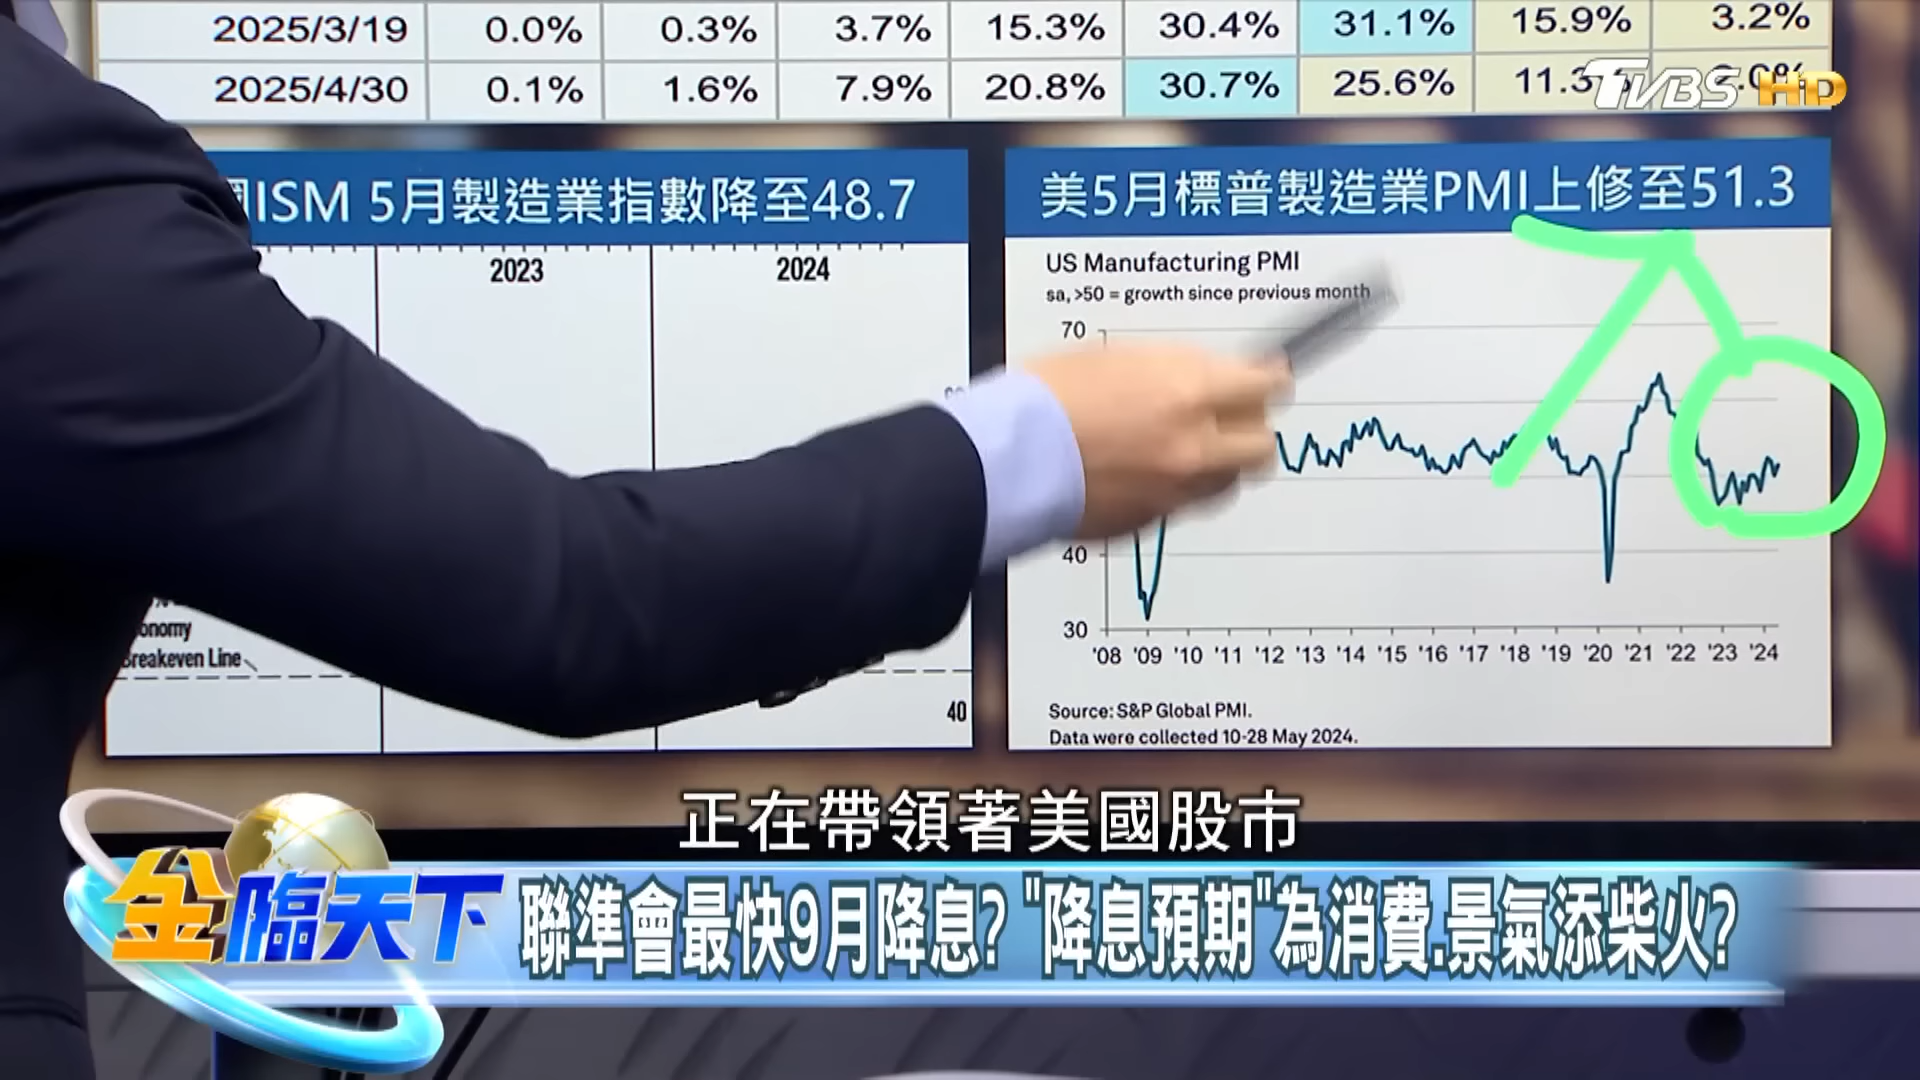 2025/3/19 0.0% 0.3% 3.7% 15.3% 30.4% 31.1% 15.9% 3.2%
2025/4/30 0.1% 1.6% 7.9% 20.8% 30.7% 25.6% 11.3%
TVBS HD
ISM 5月製造業指數降至48.7
2023
2024
onomy
Breakeven Line
40
美5月標普製造業PMI上修至51.3
US Manufacturing PMI
sa, >50 = growth since previous month
70
40
30
'08 '09 '10 '11 '12 '13 '14 '15 '16 '17 '18 '19 '20 '21 '22 '23 '24
Source: S&P Global PMI.
Data were collected 10-28 May 2024.
正在帶領著美國股市
金臨天下
聯準會最快9月降息? "降息預期"為消費.景氣添柴火?